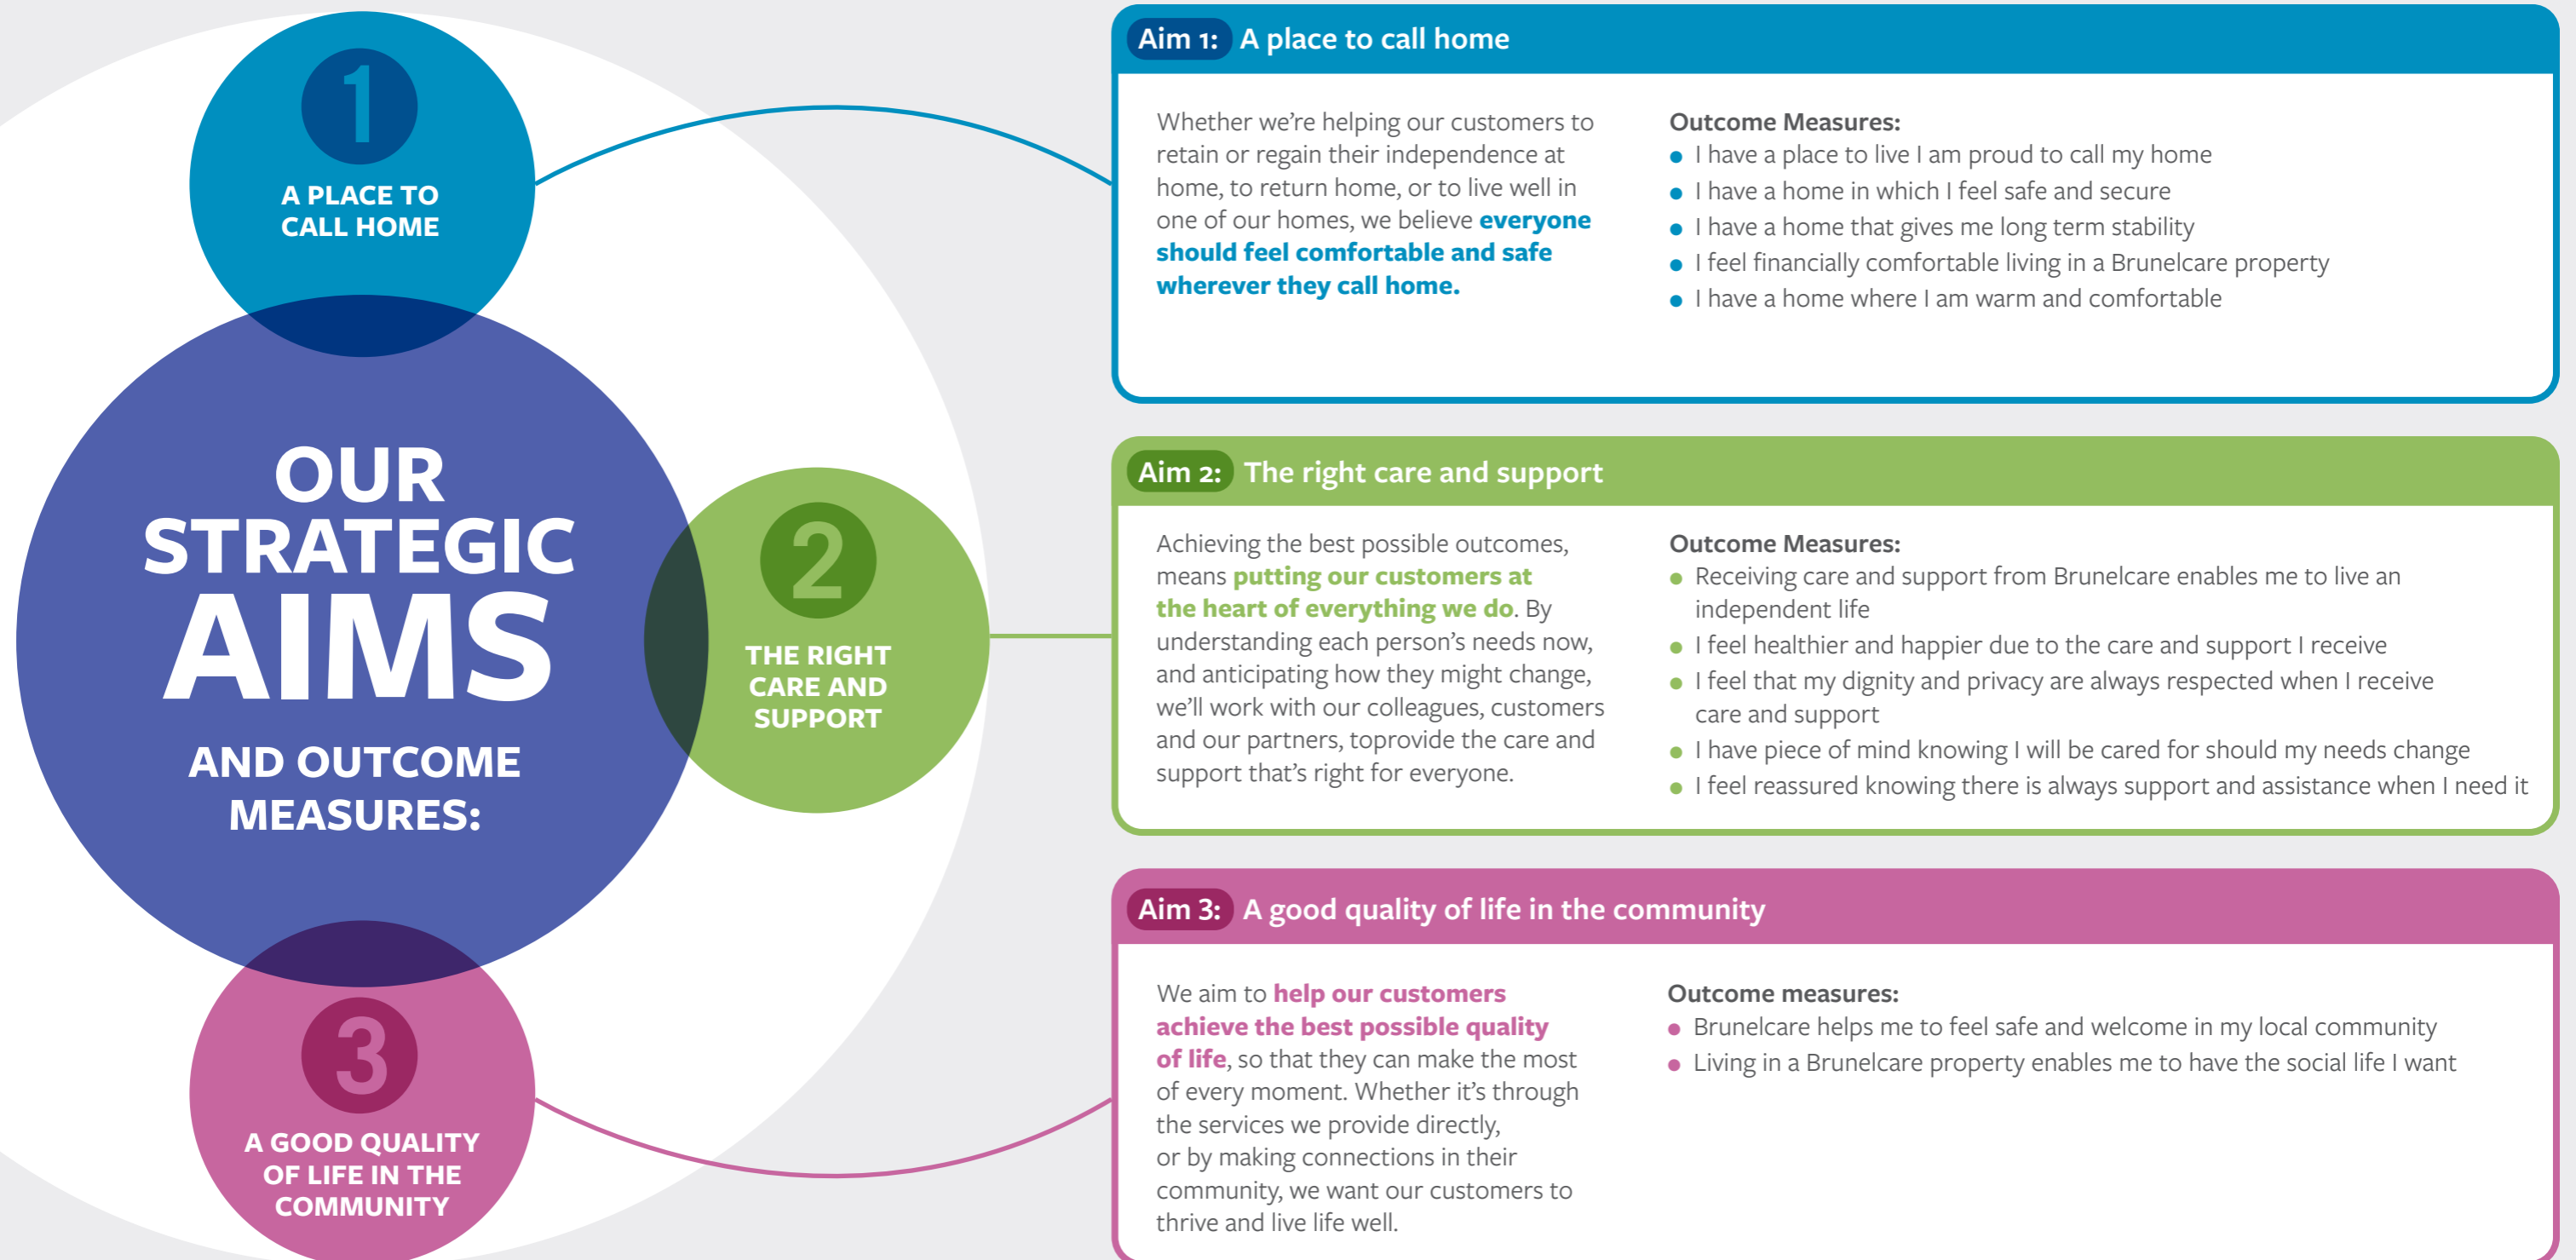 1
A PLACE TO
CALL HOME
OUR
STRATEGIC
AIMS
AND OUTCOME
MEASURES:
2
THE RIGHT
CARE AND
SUPPORT
3
A GOOD QUALITY
OF LIFE IN THE
COMMUNITY
Aim 1: A place to call home
Whether we're helping our customers to
retain or regain their independence at
home, to return home, or to live well in
one of our homes, we believe everyone
should feel comfortable and safe
wherever they call home.
Outcome Measures:
● I have a place to live I am proud to call my home
● I have a home in which I feel safe and secure
● I have a home that gives me long term stability
● I feel financially comfortable living in a Brunelcare property
● I have a home where I am warm and comfortable
Aim 2: The right care and support
Achieving the best possible outcomes,
means putting our customers at
the heart of everything we do. By
understanding each person's needs now,
and anticipating how they might change,
we'll work with our colleagues, customers
and our partners, toprovide the care and
support that's right for everyone.
Outcome Measures:
● Receiving care and support from Brunelcare enables me to live an
independent life
● I feel healthier and happier due to the care and support I receive
● I feel that my dignity and privacy are always respected when I receive
care and support
● I have piece of mind knowing I will be cared for should my needs change
● I feel reassured knowing there is always support and assistance when I need it
Aim 3: A good quality of life in the community
We aim to help our customers
achieve the best possible quality
of life, so that they can make the most
of every moment. Whether it's through
the services we provide directly,
or by making connections in their
community, we want our customers to
thrive and live life well.
Outcome measures:
● Brunelcare helps me to feel safe and welcome in my local community
● Living in a Brunelcare property enables me to have the social life I want